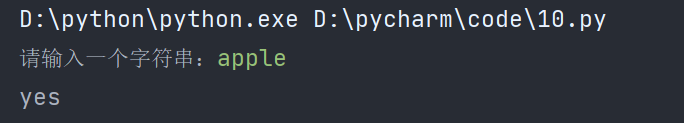 D:\python\python.exe D:\pycharm\code\10.py
请输入一个字符串：apple
yes